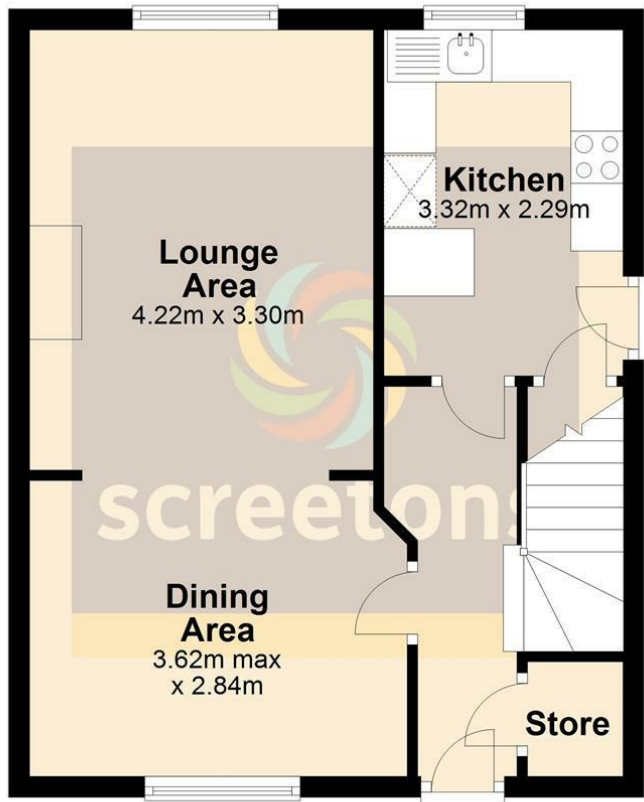 Kitchen
3.32m x 2.29m
Lounge
Area
4.22m x 3.30m
screetons
Dining
Area
3.62m max
x 2.84m
Store